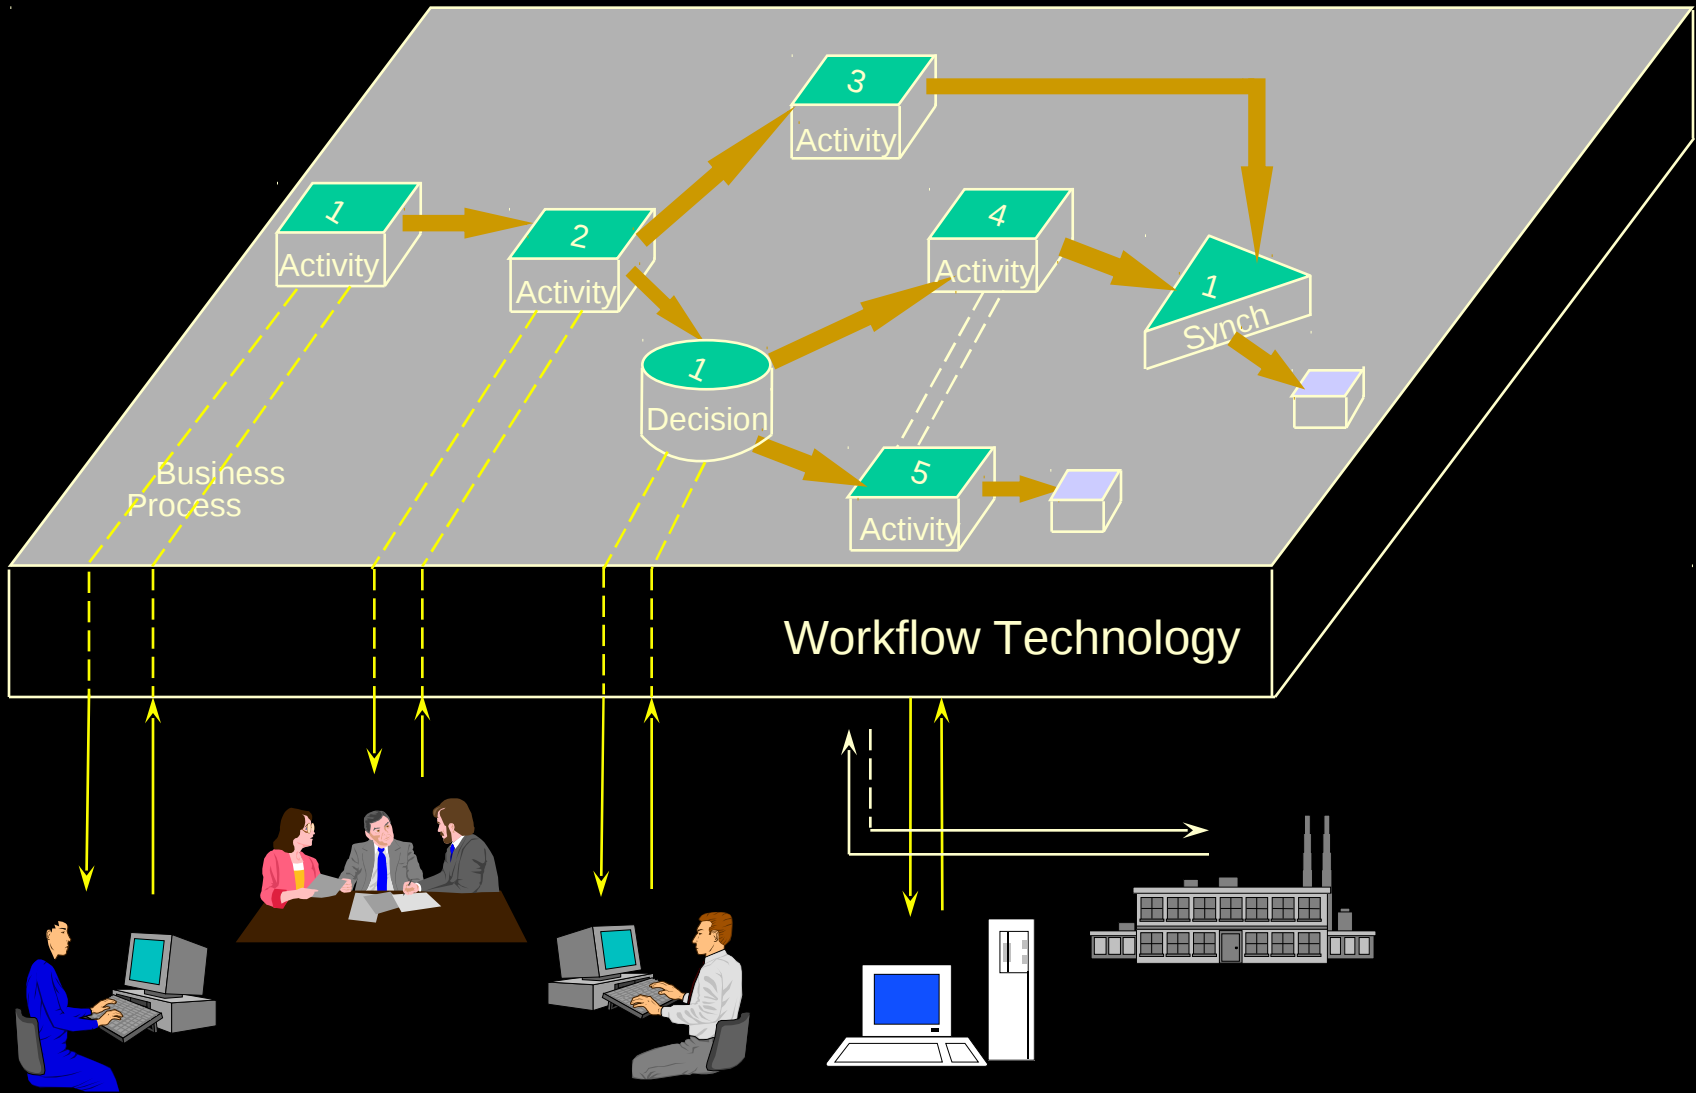 3
Activity
1
Activity
2
Activity
4
Activity
1
Synch
1
Decision
5
Activity
Business
Process
Workflow Technology